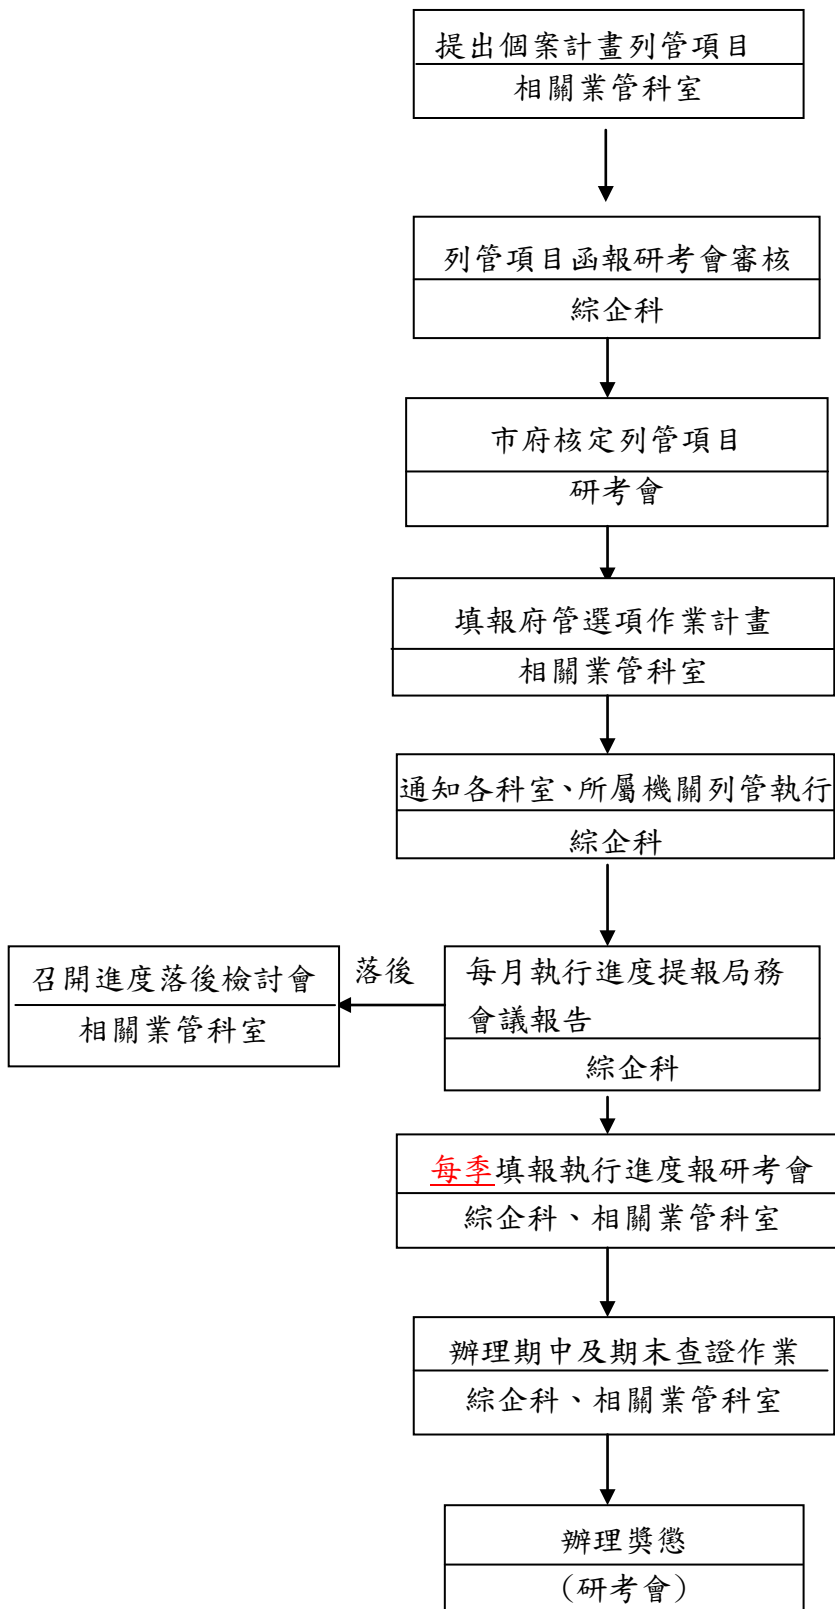 提出個案計畫列管項目
相關業管科室
列管項目函報研考會審核
綜企科
市府核定列管項目
研考會
填報府管選項作業計畫
相關業管科室
通知各科室、所屬機關列管執行
綜企科
召開進度落後檢討會
相關業管科室
落後
每月執行進度提報局務
會議報告
綜企科
每季填報執行進度報研考會
綜企科、相關業管科室
辦理期中及期末查證作業
綜企科、相關業管科室
辦理獎懲
(研考會)